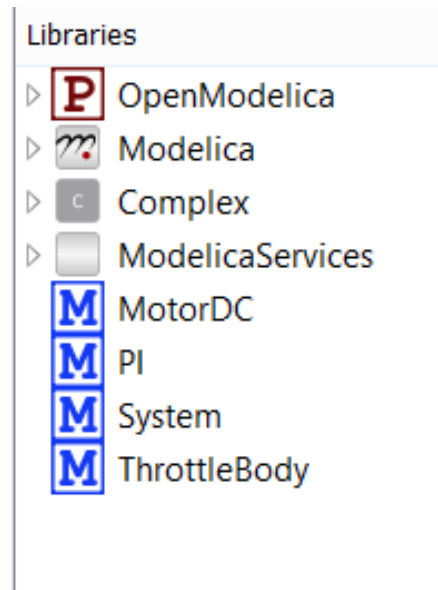 Libraries
P OpenModelica
m Modelica
C Complex
ModelicaServices
M MotorDC
M PI
M System
M ThrottleBody